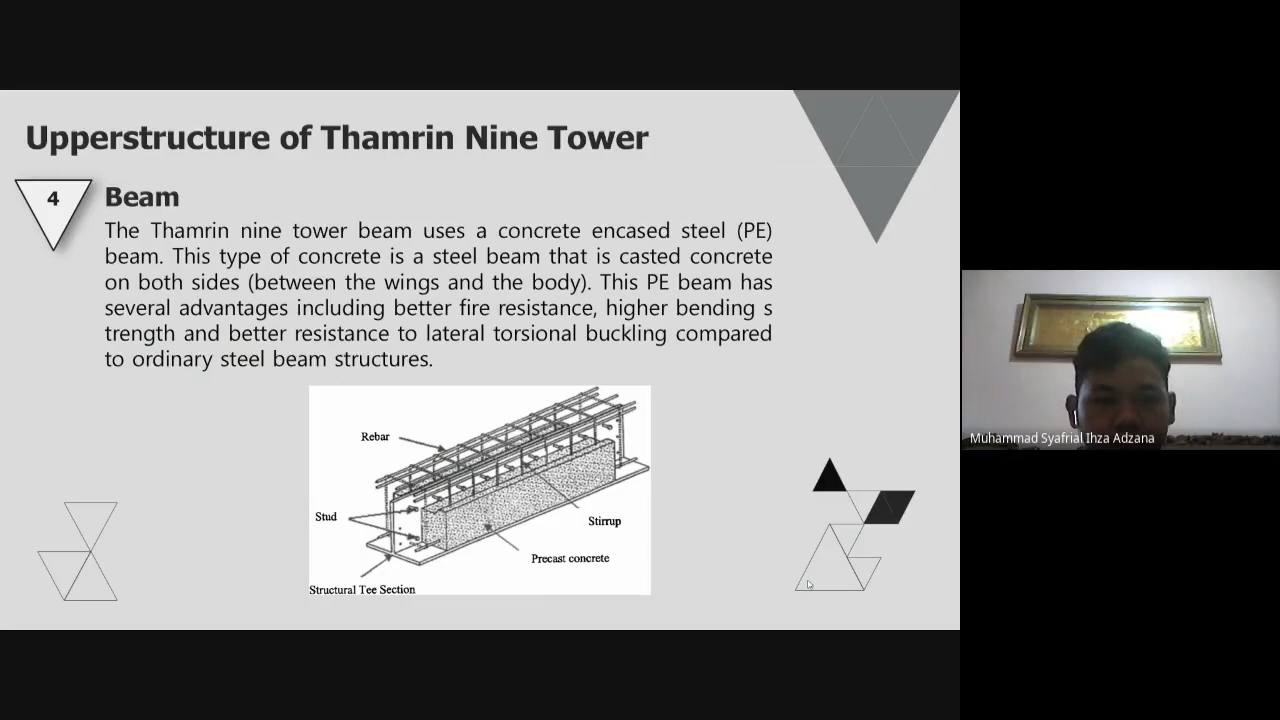 Upperstructure of Thamrin Nine Tower
4
Beam
The Thamrin nine tower beam uses a concrete encased steel (PE)
beam. This type of concrete is a steel beam that is casted concrete
on both sides (between the wings and the body). This PE beam has
several advantages including better fire resistance, higher bending s
trength and better resistance to lateral torsional buckling compared
to ordinary steel beam structures.
Rebar
Stud
Stirrup
Precast concrete
Structural Tee Section
Muhammad Syafrial Ihza Adzana